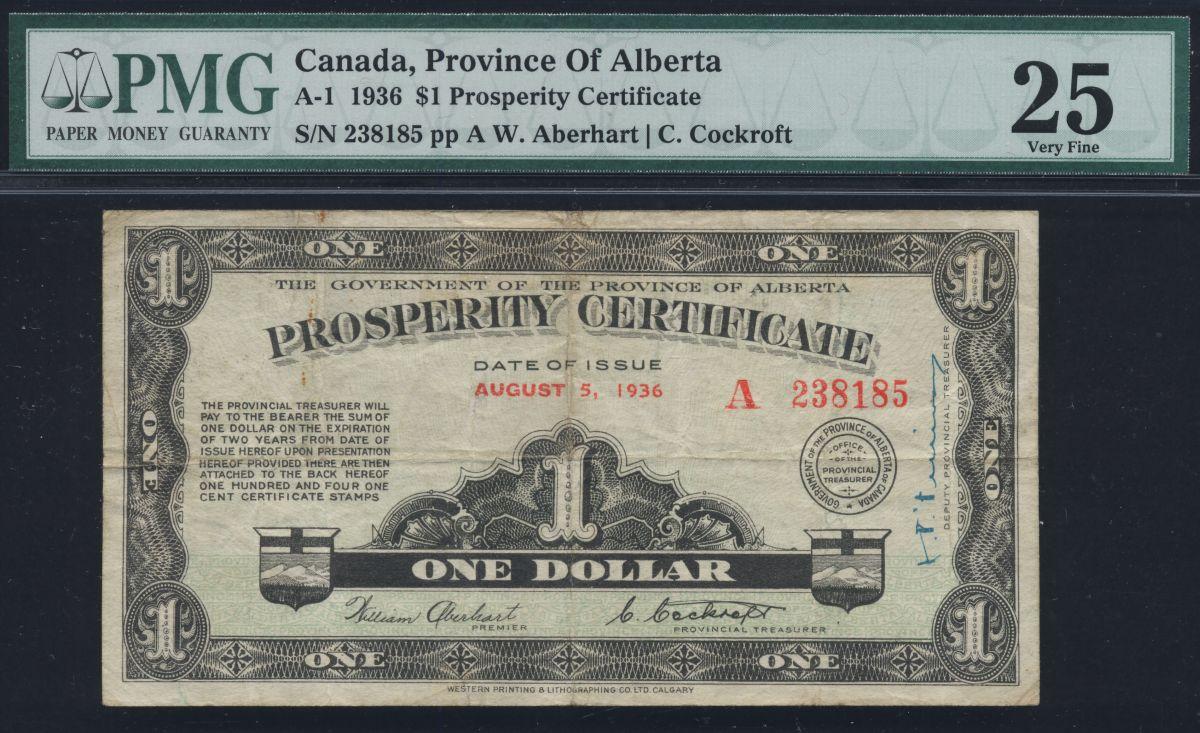 PMG
PAPER MONEY GUARANTY
Canada, Province Of Alberta
A-1 1936 $1 Prosperity Certificate
S/N 238185 pp A W. Aberhart | C. Cockroft
25
Very Fine
1 ONE ONE 1
THE GOVERNMENT OF THE PROVINCE OF ALBERTA
PROSPERITY CERTIFICATE
DATE OF ISSUE
AUGUST 5, 1936
A 238185
THE PROVINCIAL TREASURER WILL
PAY TO THE BEARER THE SUM OF
ONE DOLLAR ON THE EXPIRATION
OF TWO YEARS FROM DATE OF
ISSUE HEREOF UPON PRESENTATION
HEREOF PROVIDED THERE ARE THEN
ATTACHED TO THE BACK HEREOF
ONE HUNDRED AND FOUR ONE
CENT CERTIFICATE STAMPS
ONE
1
GOVERNMENT OF THE PROVINCE OF ALBERTA OF CANADA
OFFICE
OF THE
PROVINCIAL
TREASURER
DEPUTY PROVINCIAL TREASURER
ONE
ONE DOLLAR
William Aberhart
PREMIER
C. Cockroft
PROVINCIAL TREASURER
1 ONE ONE 1
WESTERN PRINTING & LITHOGRAPHING CO. LTD. CALGARY